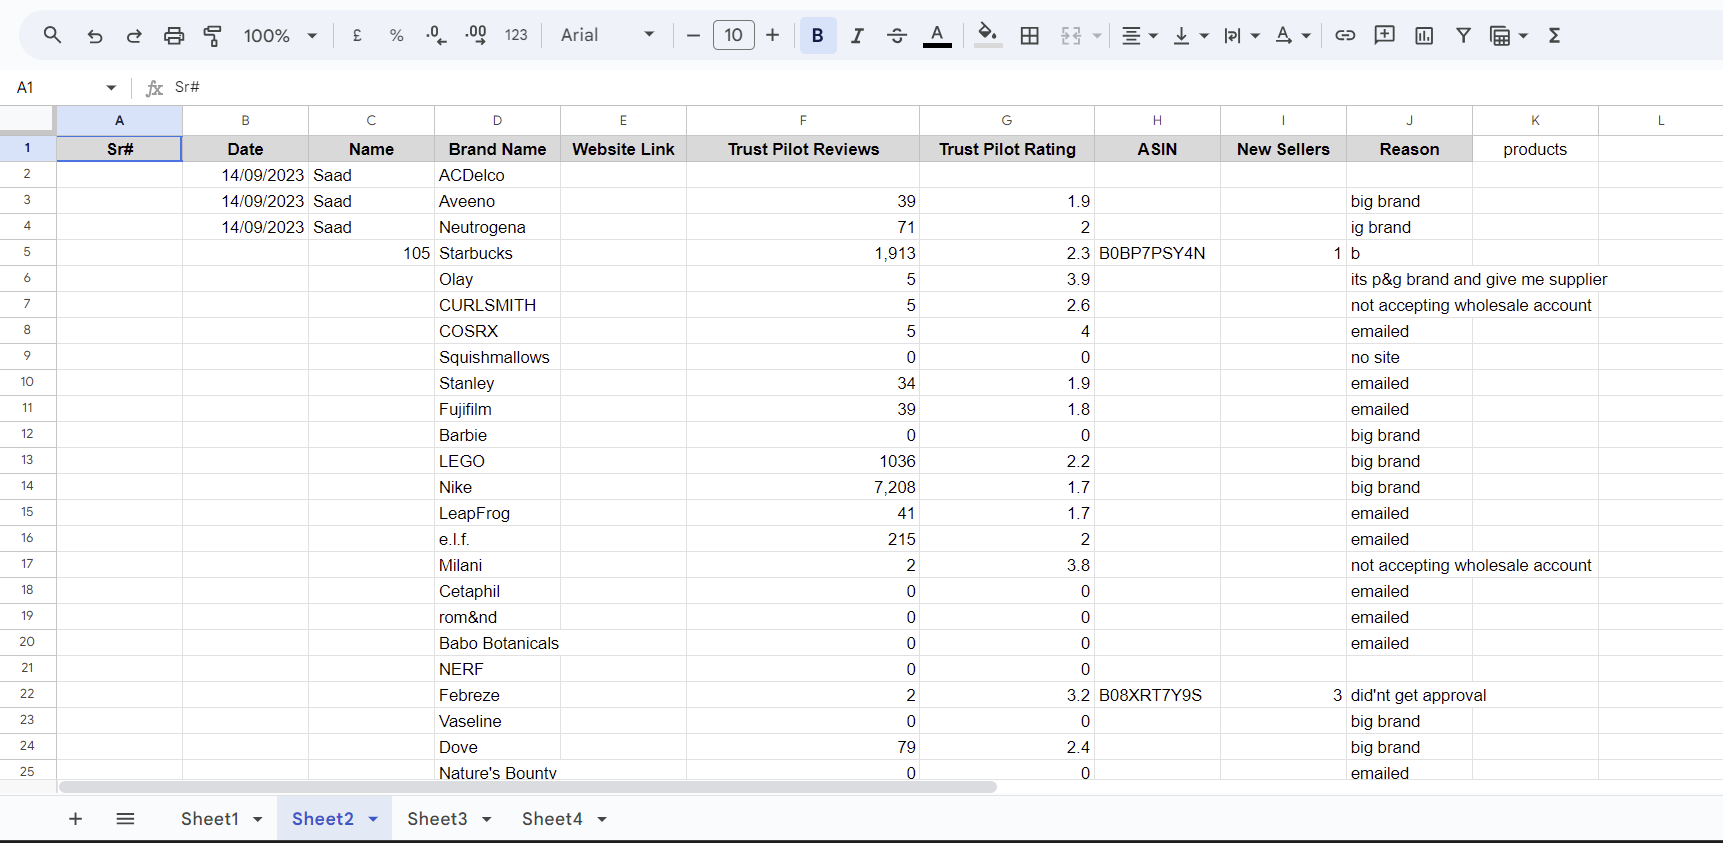 100% £ % .0 .00 123 Arial 10 B I A A
A1 fx Sr#
A B C D E F G H I J K L
1 Sr# Date Name Brand Name Website Link Trust Pilot Reviews Trust Pilot Rating ASIN New Sellers Reason products
2 14/09/2023 Saad ACDelco
3 14/09/2023 Saad Aveeno 39 1.9 big brand
4 14/09/2023 Saad Neutrogena 71 2 ig brand
5 105 Starbucks 1,913 2.3 B0BP7PSY4N 1 b
6 Olay 5 3.9 its p&g brand and give me supplier
7 CURLSMITH 5 2.6 not accepting wholesale account
8 COSRX 5 4 emailed
9 Squishmallows 0 0 no site
10 Stanley 34 1.9 emailed
11 Fujifilm 39 1.8 emailed
12 Barbie 0 0 big brand
13 LEGO 1036 2.2 big brand
14 Nike 7,208 1.7 big brand
15 LeapFrog 41 1.7 emailed
16 e.l.f. 215 2 emailed
17 Milani 2 3.8 not accepting wholesale account
18 Cetaphil 0 0 emailed
19 rom&nd 0 0 emailed
20 Babo Botanicals 0 0 emailed
21 NERF 0 0
22 Febreze 2 3.2 B08XRT7Y9S 3 did'nt get approval
23 Vaseline 0 0 big brand
24 Dove 79 2.4 big brand
25 Nature's Bounty 0 0 emailed
Sheet1 Sheet2 Sheet3 Sheet4